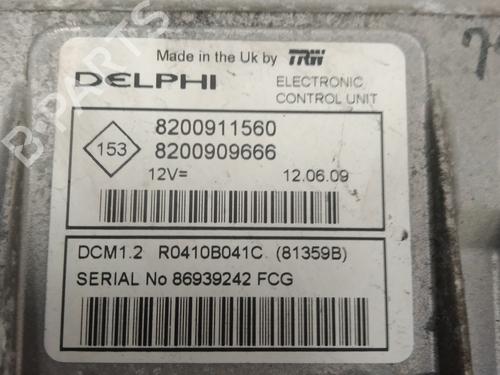 Made in the Uk by TRW
DELPHI
ELECTRONIC
CONTROL UNIT
153
8200911560
8200909666
12V=
12.06.09
DCM1.2 R0410B041C. (81359B)
SERIAL No 86939242 FCG
B-PARTS